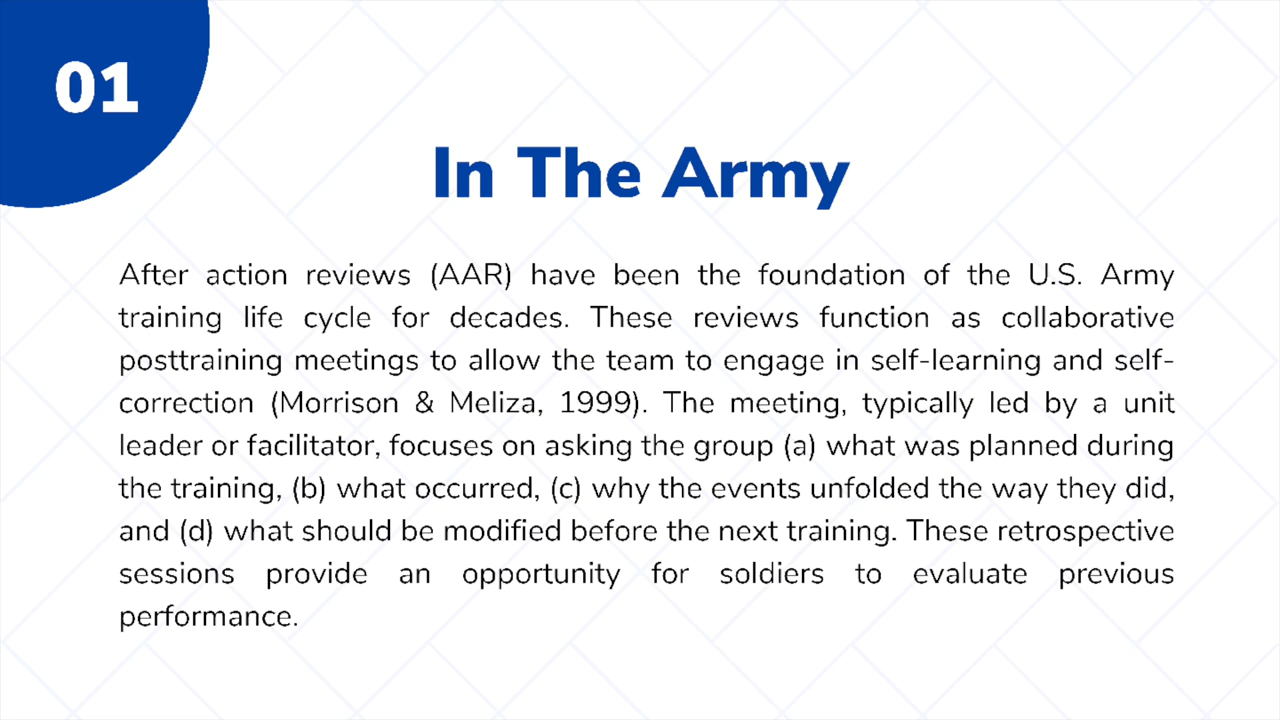 01
In The Army
After action reviews (AAR) have been the foundation of the U.S. Army
training life cycle for decades. These reviews function as collaborative
posttraining meetings to allow the team to engage in self-learning and self-
correction (Morrison & Meliza, 1999). The meeting, typically led by a unit
leader or facilitator, focuses on asking the group (a) what was planned during
the training, (b) what occurred, (c) why the events unfolded the way they did,
and (d) what should be modified before the next training. These retrospective
sessions provide an opportunity for soldiers to evaluate previous
performance.